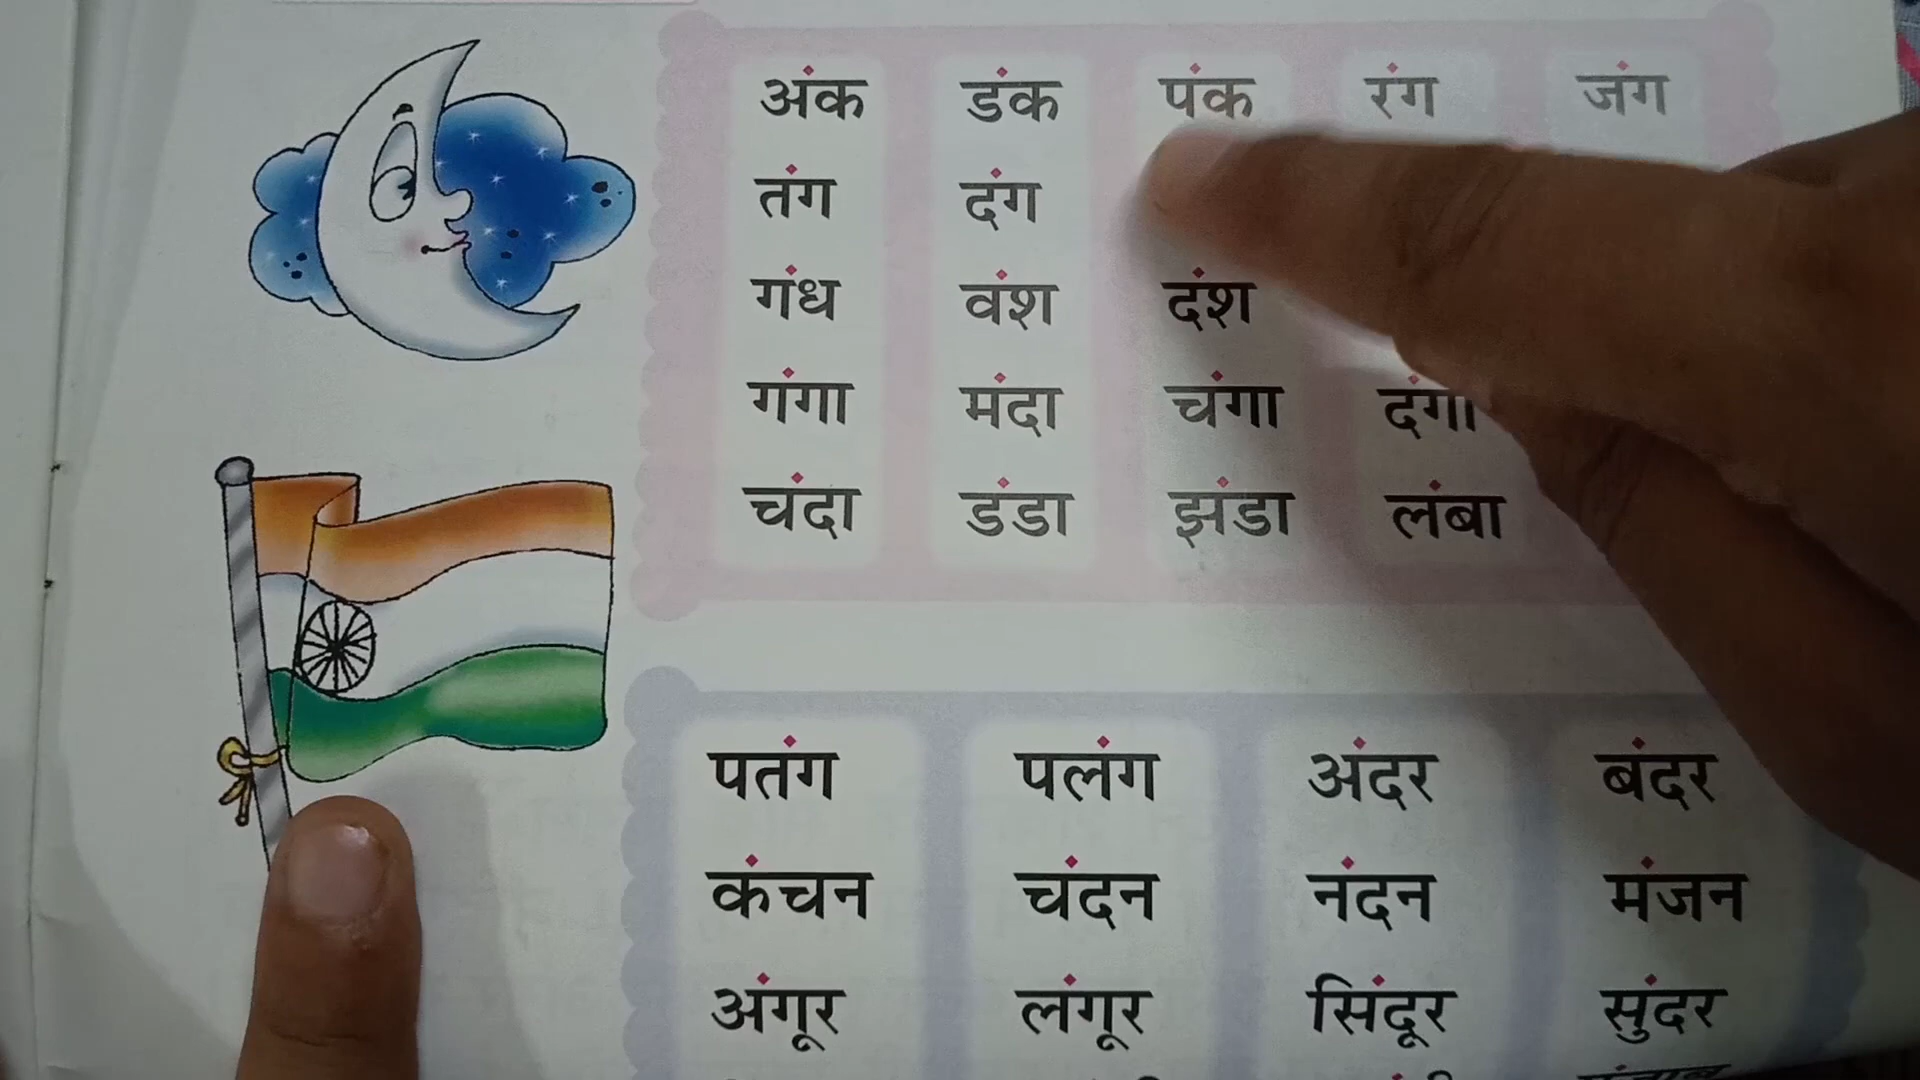 अंक डंक पंक रंग जंग
तंग दंग
गंध वंश दंश
गंगा मंदा चंगा दंगा
चंदा डंडा झंडा लंबा
पतंग पलंग अंदर बंदर
कंचन चंदन नंदन मंजन
अंगूर लंगूर सिंदूर सुंदर